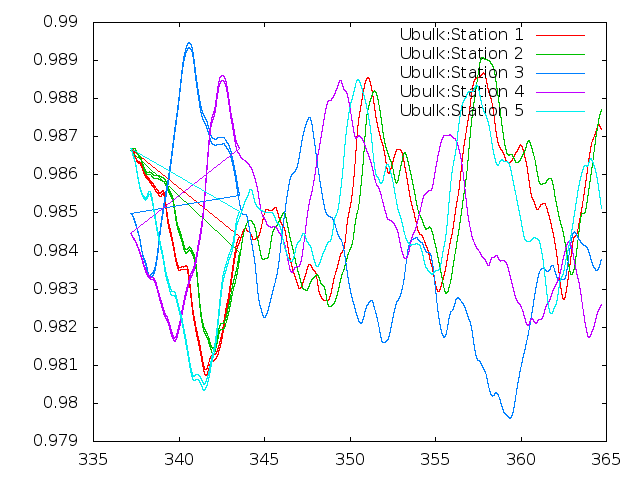 0.99
0.989
0.988
0.987
0.986
0.985
0.984
0.983
0.982
0.981
0.98
0.979
335 340 345 350 355 360 365
Ubulk:Station 1
Ubulk:Station 2
Ubulk:Station 3
Ubulk:Station 4
Ubulk:Station 5